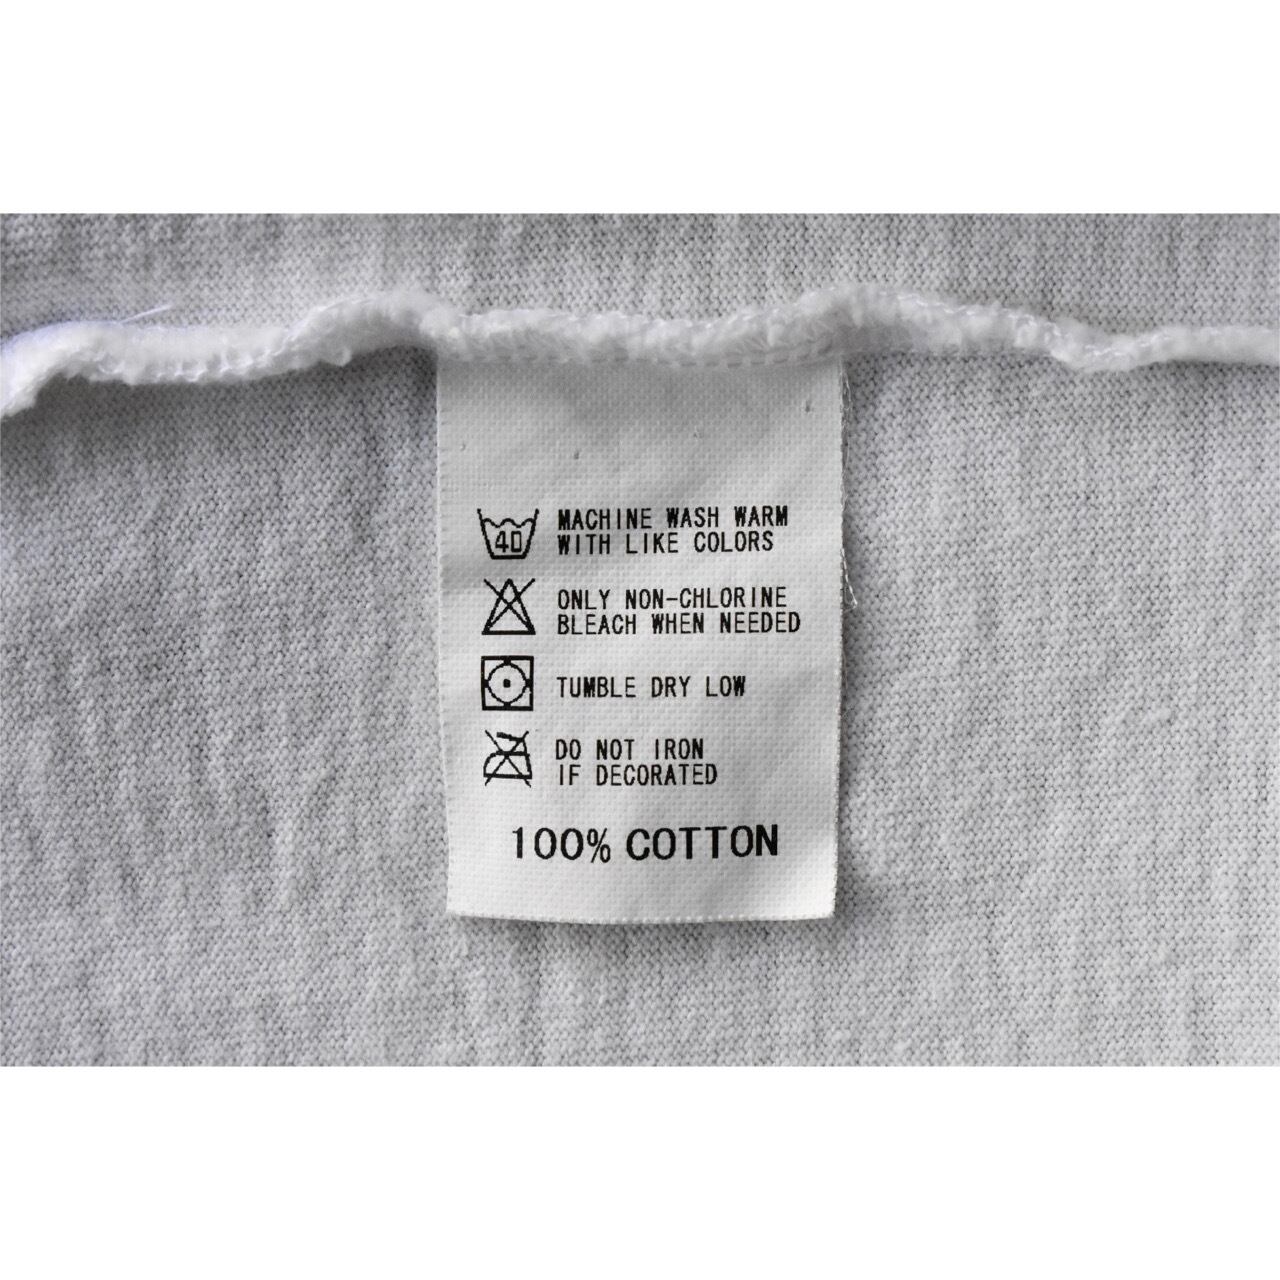 40
MACHINE WASH WARM
WITH LIKE COLORS
ONLY NON-CHLORINE
BLEACH WHEN NEEDED
TUMBLE DRY LOW
DO NOT IRON
IF DECORATED
100% COTTON